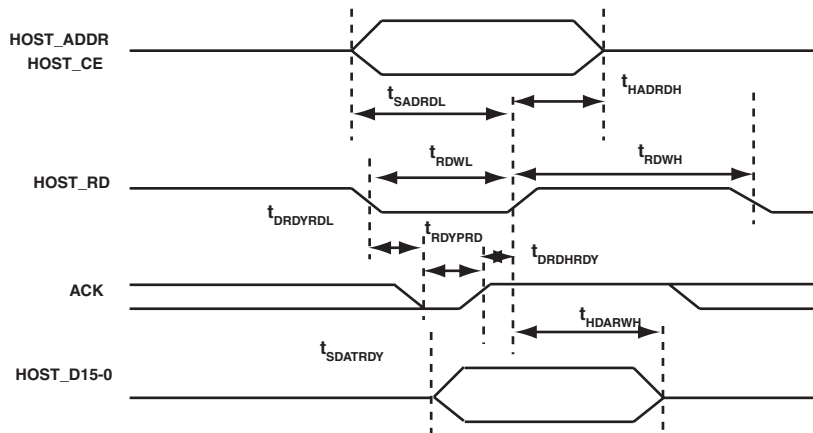 HOST_ADDR
HOST_CE
tSADRDL
tHADRDH
tRDWL
tRDWH
HOST_RD
tDRDYRDL
tRDYPRD
tDRDHRDY
ACK
tHDARWH
tSDATRDY
HOST_D15-0